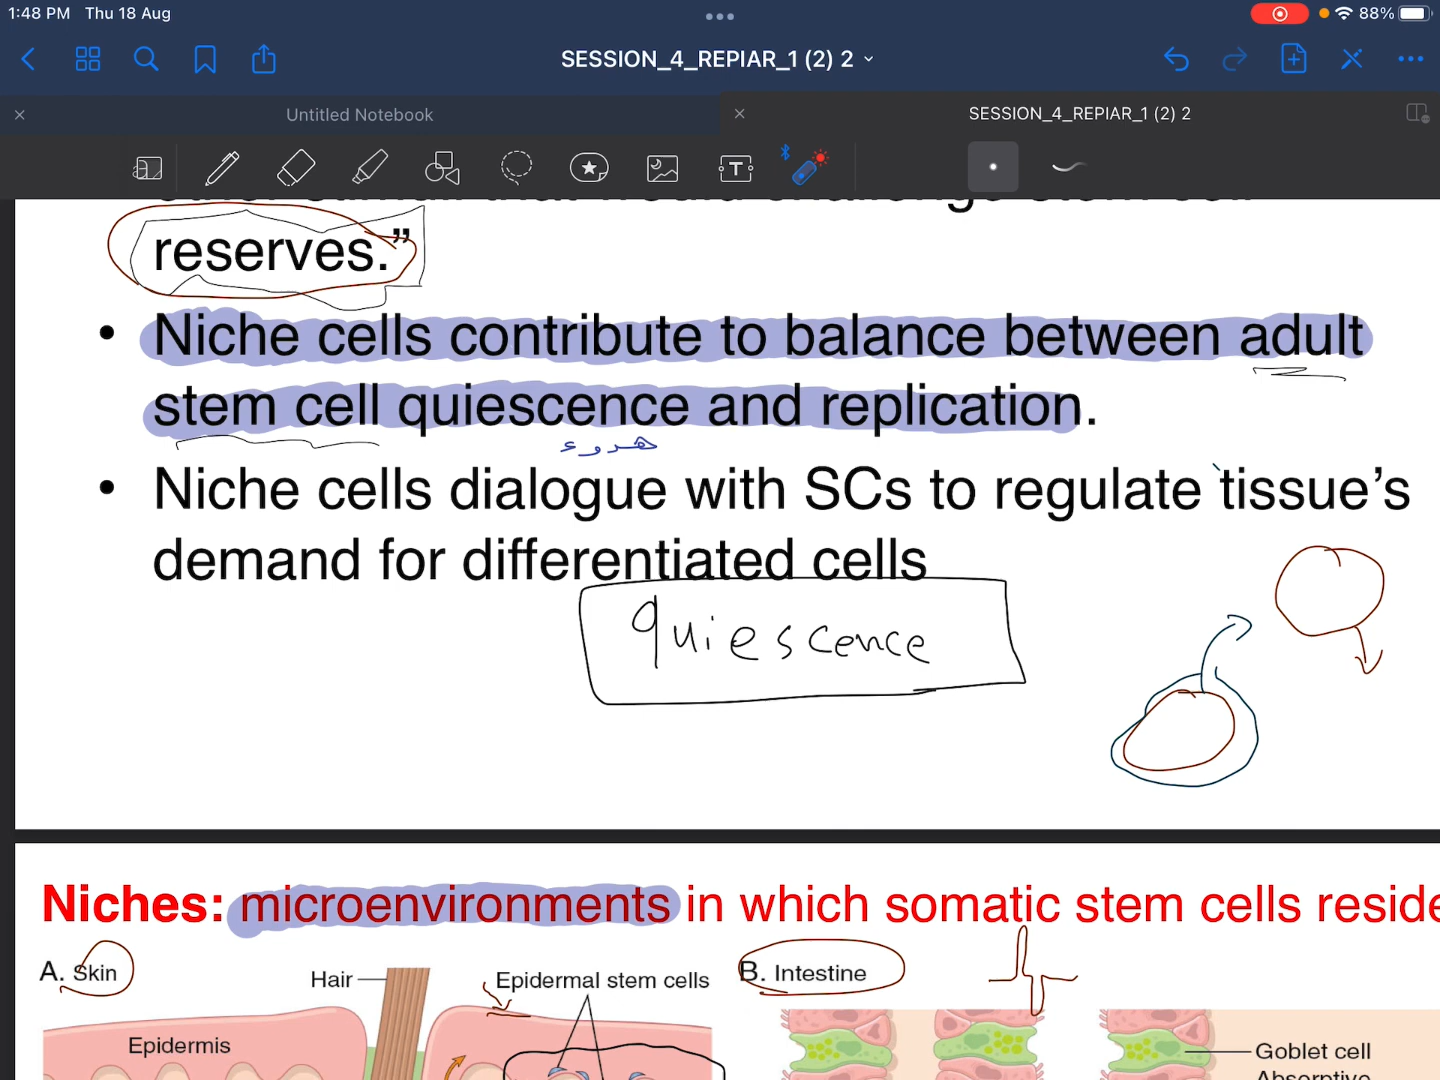 1:48 PM Thu 18 Aug
88%
SESSION_4_REPIAR_1 (2) 2
Untitled Notebook
SESSION_4_REPIAR_1 (2) 2
reserves.”
• Niche cells contribute to balance between adult
stem cell quiescence and replication.
هدوء
• Niche cells dialogue with SCs to regulate tissue’s
demand for differentiated cells
quiescence
Niches: microenvironments in which somatic stem cells reside
A. Skin
Hair
Epidermal stem cells
Epidermis
B. Intestine
Goblet cell
Absorptive